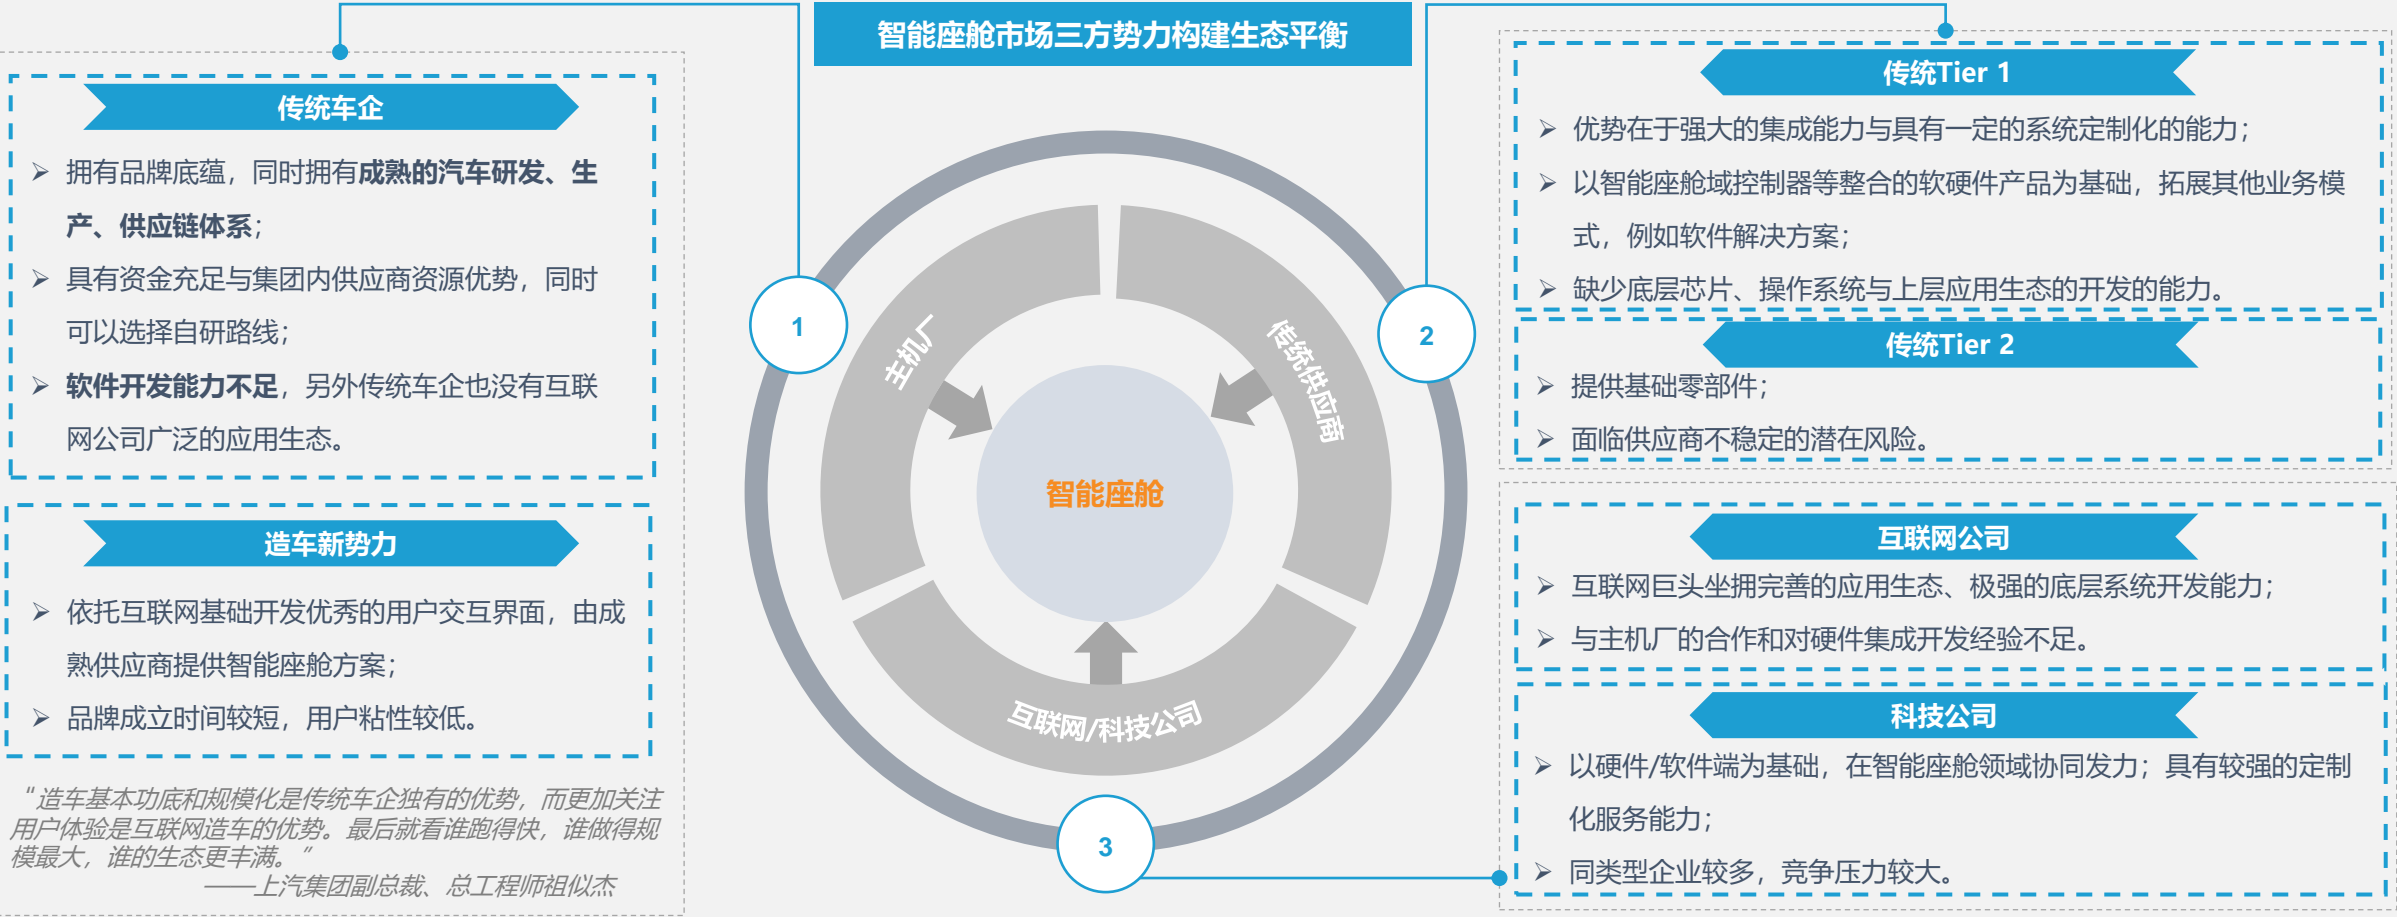 智能座舱市场三方势力构建生态平衡
传统车企
拥有品牌底蕴，同时拥有成熟的汽车研发、生
产、供应链体系；
具有资金充足与集团内供应商资源优势，同时
可以选择自研路线；
软件开发能力不足，另外传统车企也没有互联
网公司广泛的应用生态。
造车新势力
依托互联网基础开发优秀的用户交互界面，由成
熟供应商提供智能座舱方案；
品牌成立时间较短，用户粘性较低。
“造车基本功底和规模化是传统车企独有的优势，而更加关注
用户体验是互联网造车的优势。最后就看谁跑得快，谁做得规
模最大，谁的生态更丰满。”
——上汽集团副总裁、总工程师祖似杰
1
2
3
主机厂
传统供应商
互联网/科技公司
智能座舱
传统Tier 1
优势在于强大的集成能力与具有一定的系统定制化的能力；
以智能座舱域控制器等整合的软硬件产品为基础，拓展其他业务模
式，例如软件解决方案；
缺少底层芯片、操作系统与上层应用生态的开发的能力。
传统Tier 2
提供基础零部件；
面临供应商不稳定的潜在风险。
互联网公司
互联网巨头坐拥完善的应用生态、极强的底层系统开发能力；
与主机厂的合作和对硬件集成开发经验不足。
科技公司
以硬件/软件端为基础，在智能座舱领域协同发力；具有较强的定制
化服务能力；
同类型企业较多，竞争压力较大。